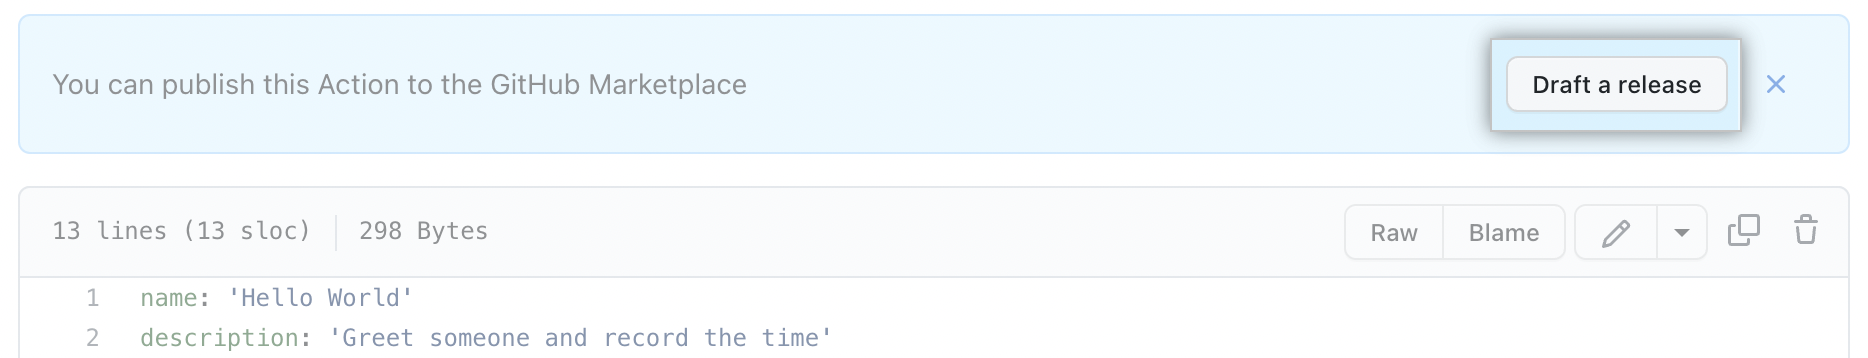 You can publish this Action to the GitHub Marketplace Draft a release
13 lines (13 sloc) 298 Bytes Raw Blame
1 name: 'Hello World'
2 description: 'Greet someone and record the time'